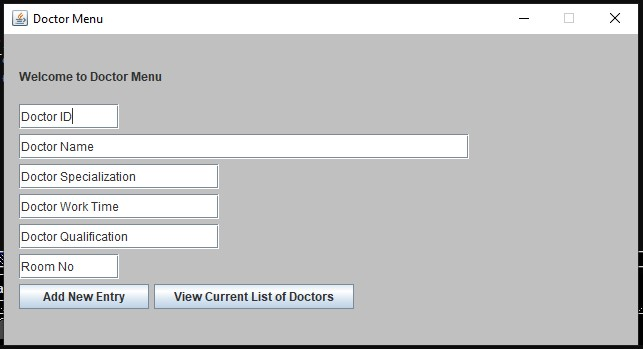 Doctor Menu
Welcome to Doctor Menu
Doctor ID
Doctor Name
Doctor Specialization
Doctor Work Time
Doctor Qualification
Room No
Add New Entry View Current List of Doctors